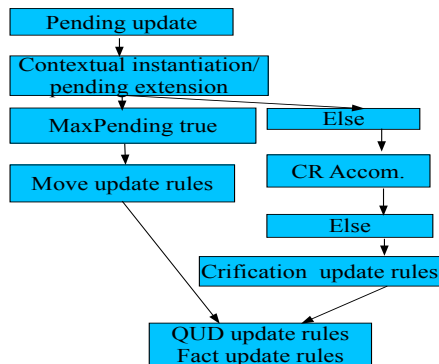 Pending update
Contextual instantiation/
pending extension
MaxPending true
Else
Move update rules
CR Accom.
Else
Crification update rules
QUD update rules
Fact update rules